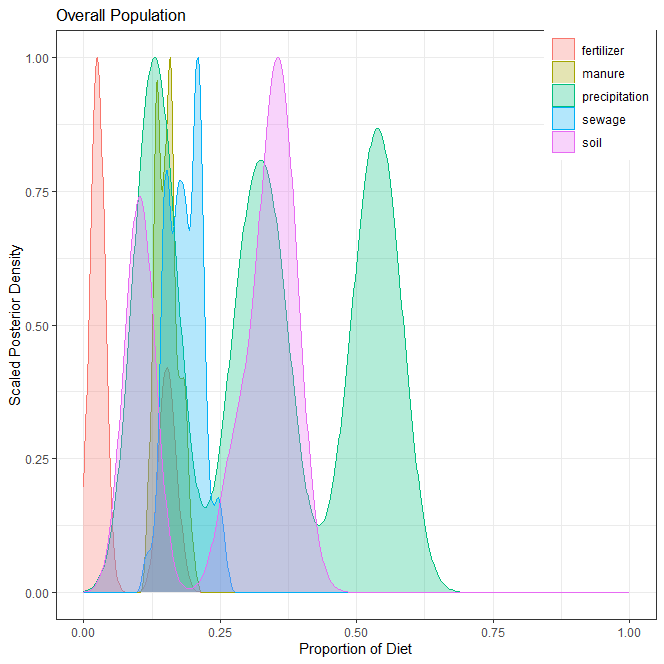 Overall Population
fertilizer
manure
precipitation
sewage
soil
Scaled Posterior Density
1.00
0.75
0.50
0.25
0.00
0.00 0.25 0.50 0.75 1.00
Proportion of Diet